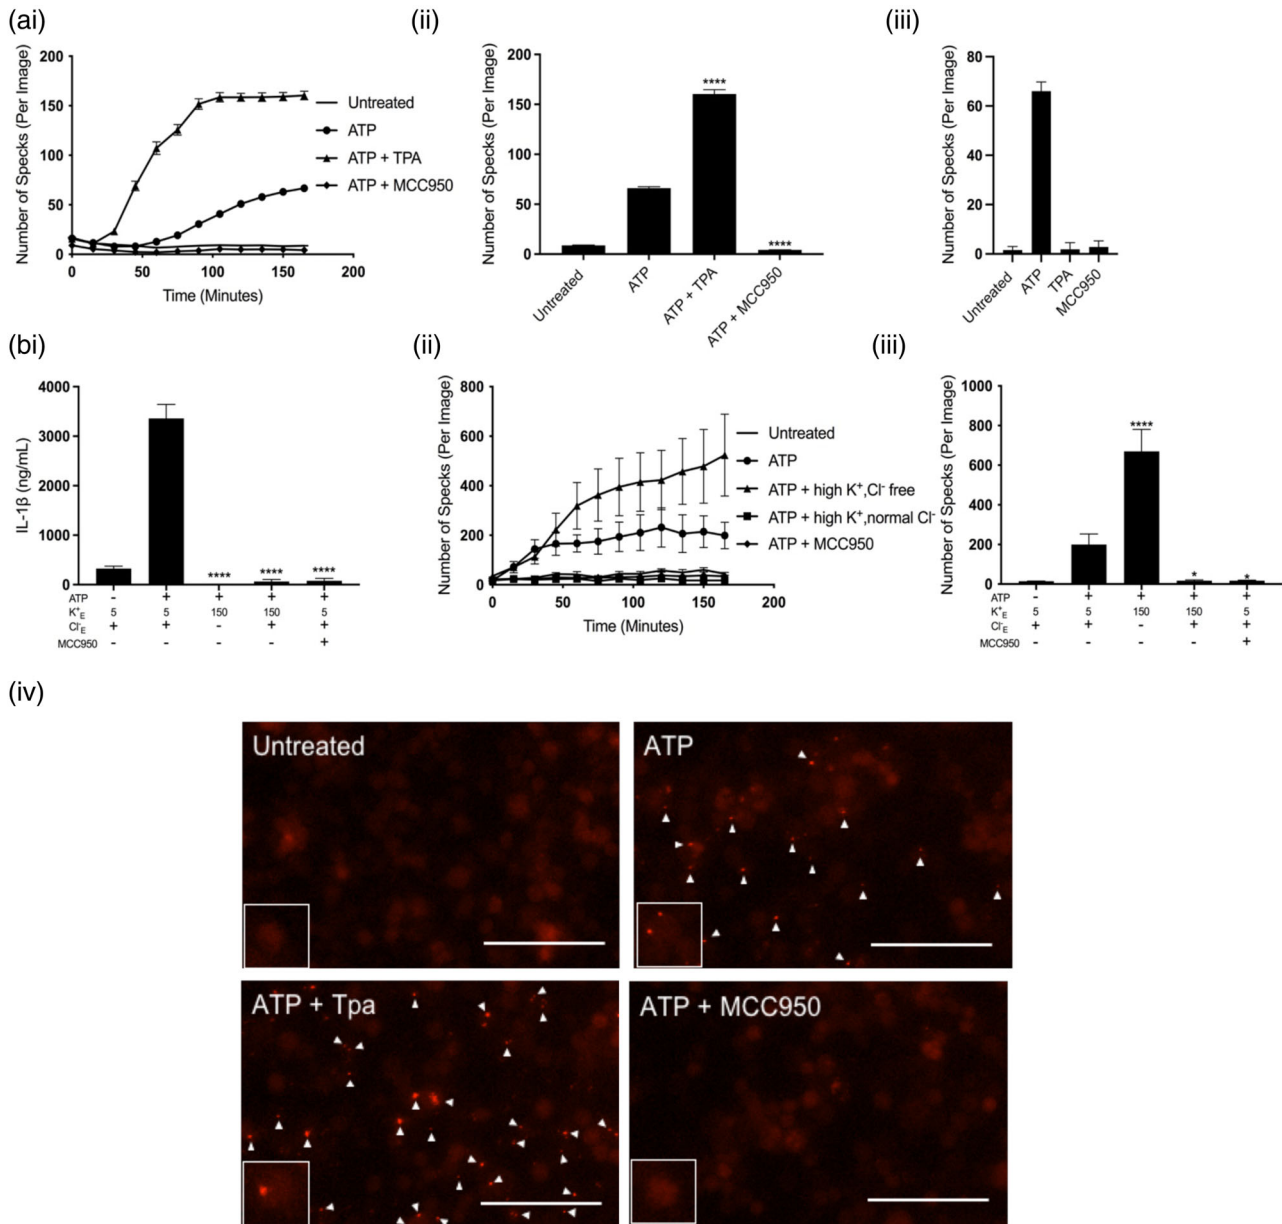 (ai)
Number of Specks (Per Image)
200
150
100
50
0
0 50 100 150 200
Time (Minutes)
Untreated
ATP
ATP + TPA
ATP + MCC950
(ii)
Number of Specks (Per Image)
200
150
100
50
0
****
****
Untreated
ATP
ATP + TPA
ATP + MCC950
(iii)
Number of Specks (Per Image)
80
60
40
20
0
Untreated
ATP
TPA
MCC950
(bi)
IL-1β (ng/mL)
4000
3000
2000
1000
0
**** **** ****
ATP - + + + +
K⁺E 5 5 150 150 5
Cl⁻E + + - + +
MCC950 - - - - +
(ii)
Number of Specks (Per Image)
800
600
400
200
0
0 50 100 150 200
Time (Minutes)
Untreated
ATP
ATP + high K⁺,Cl⁻ free
ATP + high K⁺,normal Cl⁻
ATP + MCC950
(iii)
Number of Specks (Per Image)
1000
800
600
400
200
0
****
* *
ATP - + + + +
K⁺E 5 5 150 150 5
Cl⁻E + + - + +
MCC950 - - - - +
(iv)
Untreated
ATP
ATP + Tpa
ATP + MCC950